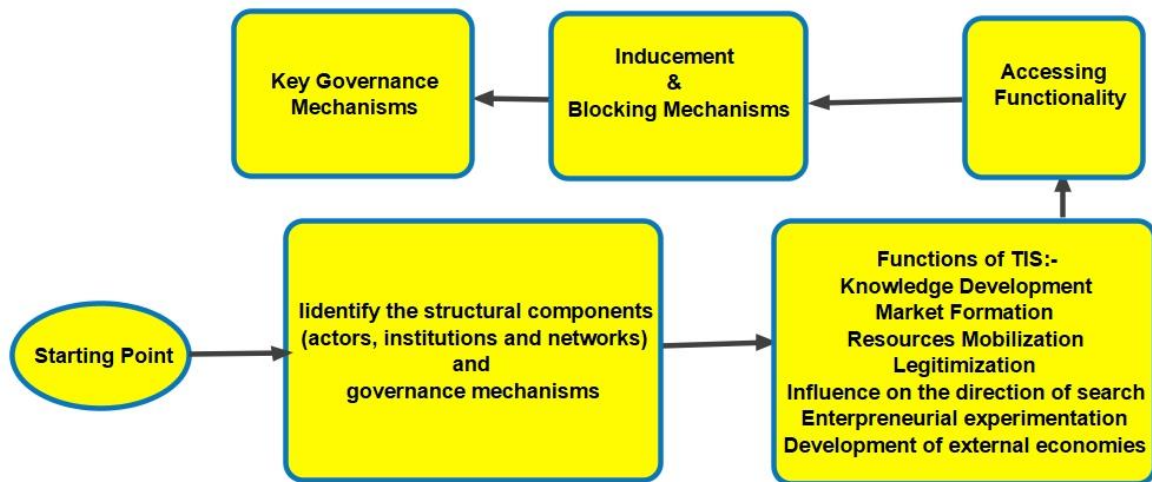 Starting Point
Iidentify the structural components
(actors, institutions and networks)
and
governance mechanisms
Functions of TIS:-
Knowledge Development
Market Formation
Resources Mobilization
Legitimization
Influence on the direction of search
Enterpreneurial experimentation
Development of external economies
Accessing
Functionality
Inducement
&
Blocking Mechanisms
Key Governance
Mechanisms